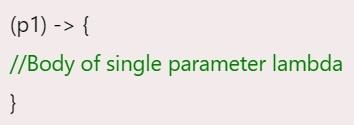 (p1) -> {
//Body of single parameter lambda
}